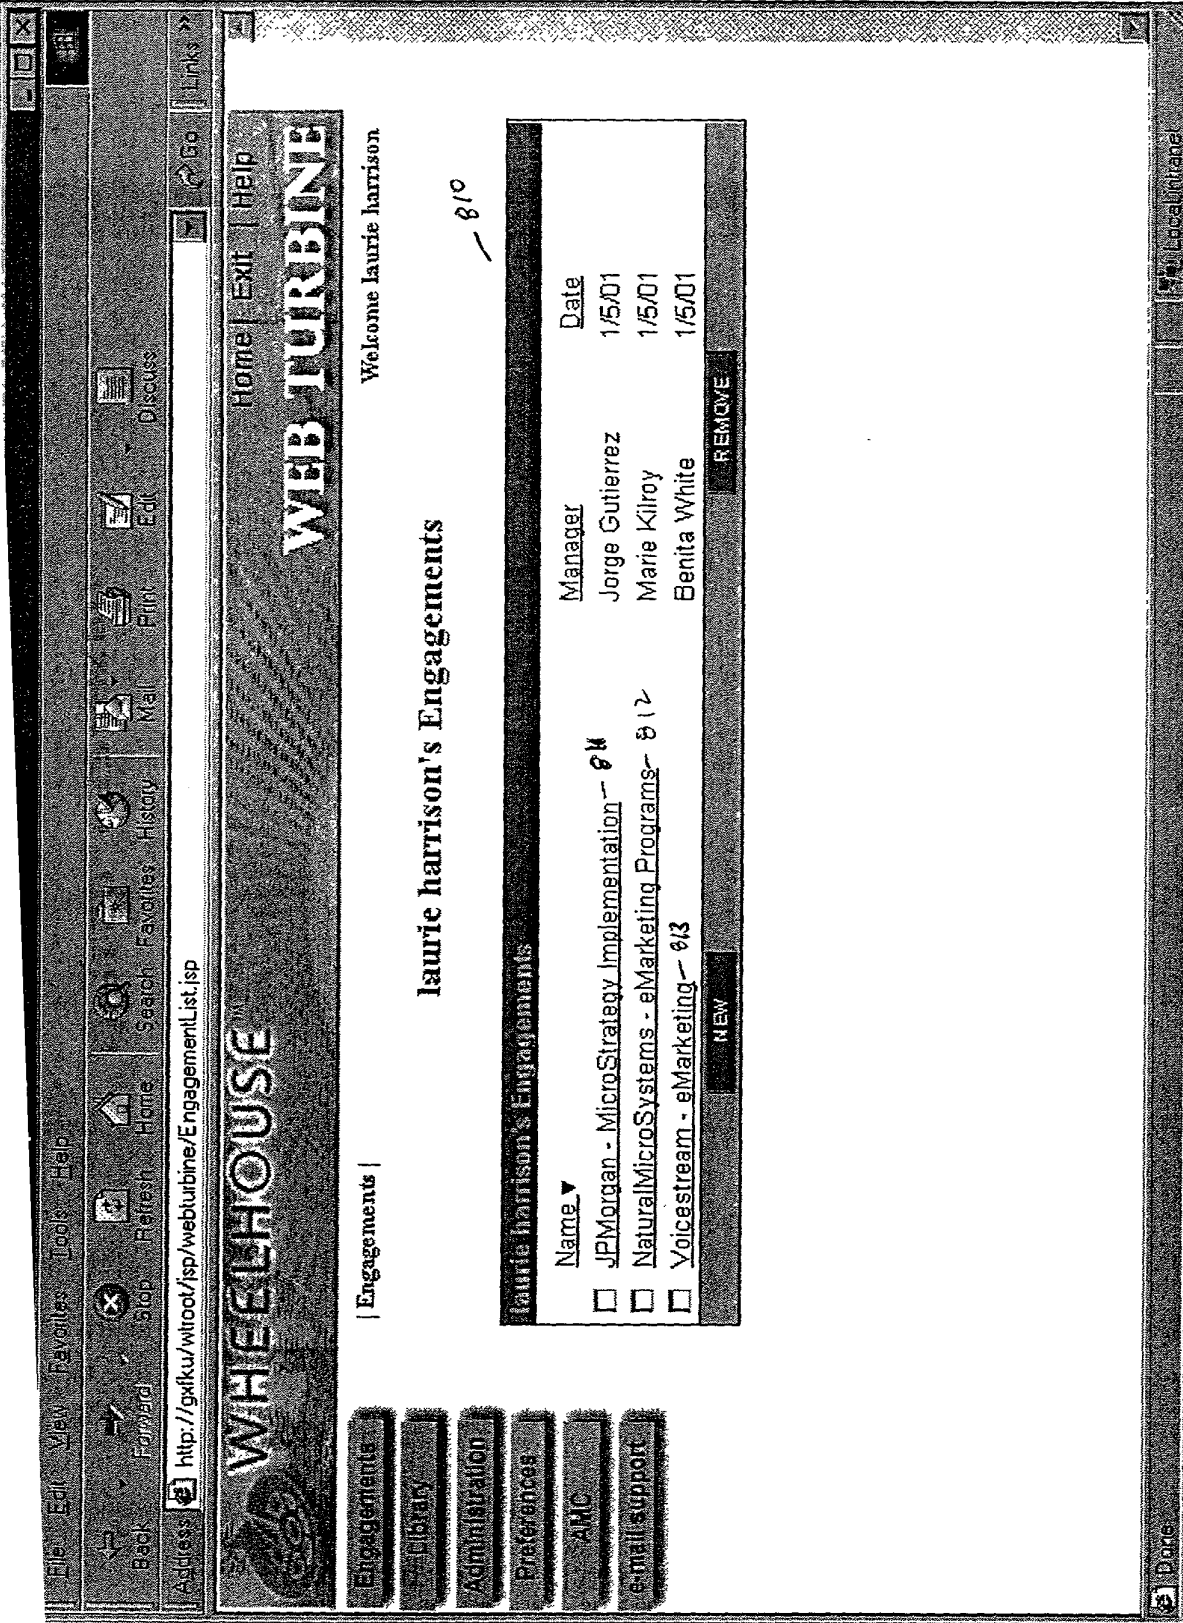 File Edit View Favorites Tools Help
Back Forward Stop Refresh Home Search Favorites History Mail Print Edit Discuss
Address http://gxfku/wtroot/jsp/webturbine/EngagementList.jsp Go Links »
WHEELHOUSE
Home | Exit | Help
WEB TURBINE
Engagements
Library
Administration
Preferences
AMC
e-mail support
| Engagements |
Welcome laurie harrison
laurie harrison's Engagements
810
laurie harrison's Engagements
Name ▼ Manager Date
JPMorgan - MicroStrategy Implementation Jorge Gutierrez 1/5/01
NaturalMicroSystems - eMarketing Programs 812 Marie Kilroy 1/5/01
Voicestream - eMarketing 813 Benita White 1/5/01
NEW REMOVE
Done Local intranet